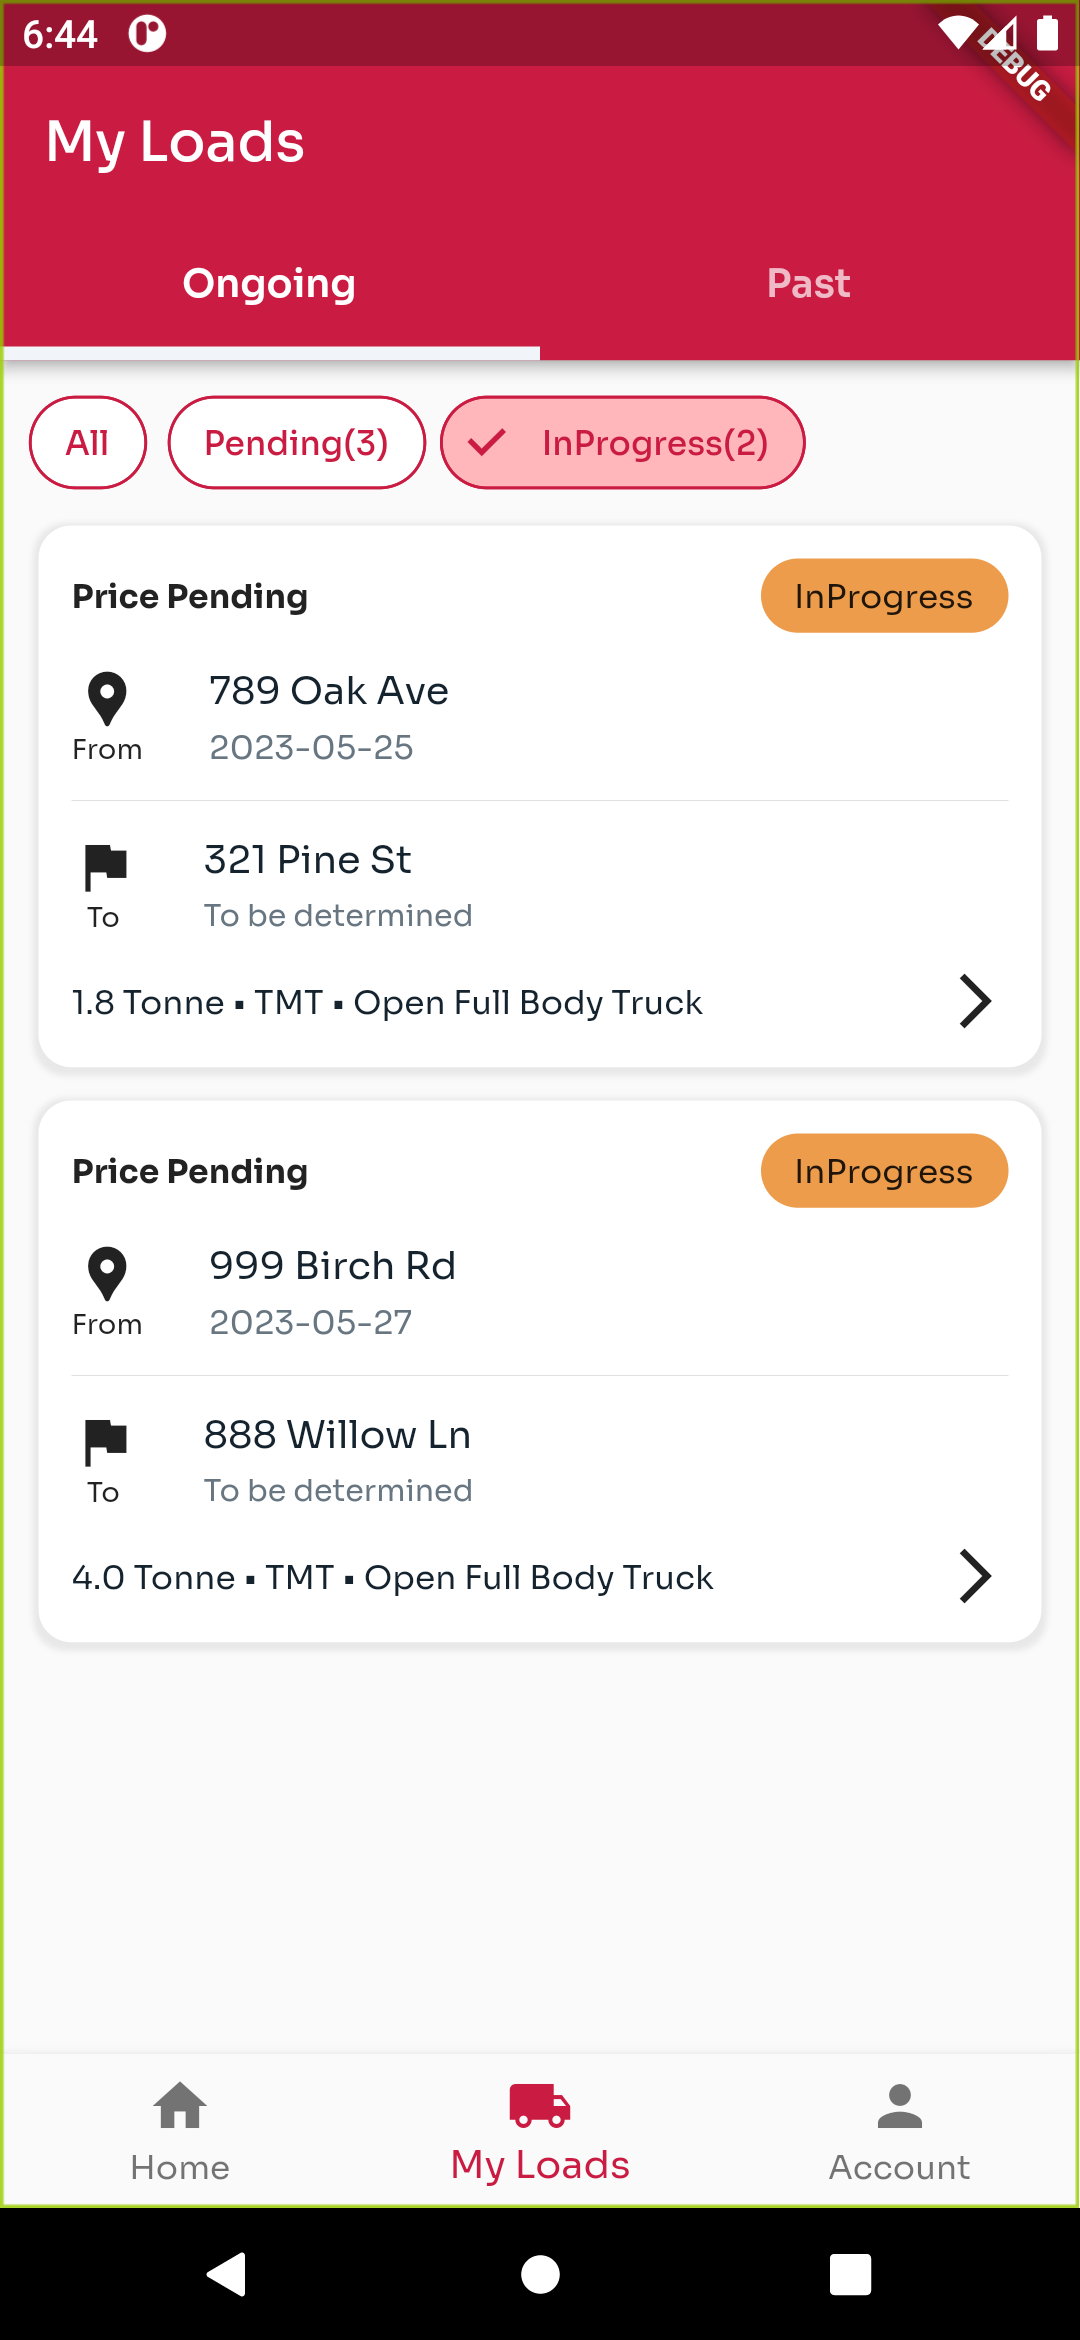 6:44
DEBUG
My Loads
Ongoing Past
All Pending(3) InProgress(2)
Price Pending InProgress
789 Oak Ave
2023-05-25
From
321 Pine St
To be determined
To
1.8 Tonne ▪ TMT ▪ Open Full Body Truck
Price Pending InProgress
999 Birch Rd
2023-05-27
From
888 Willow Ln
To be determined
To
4.0 Tonne ▪ TMT ▪ Open Full Body Truck
Home My Loads Account